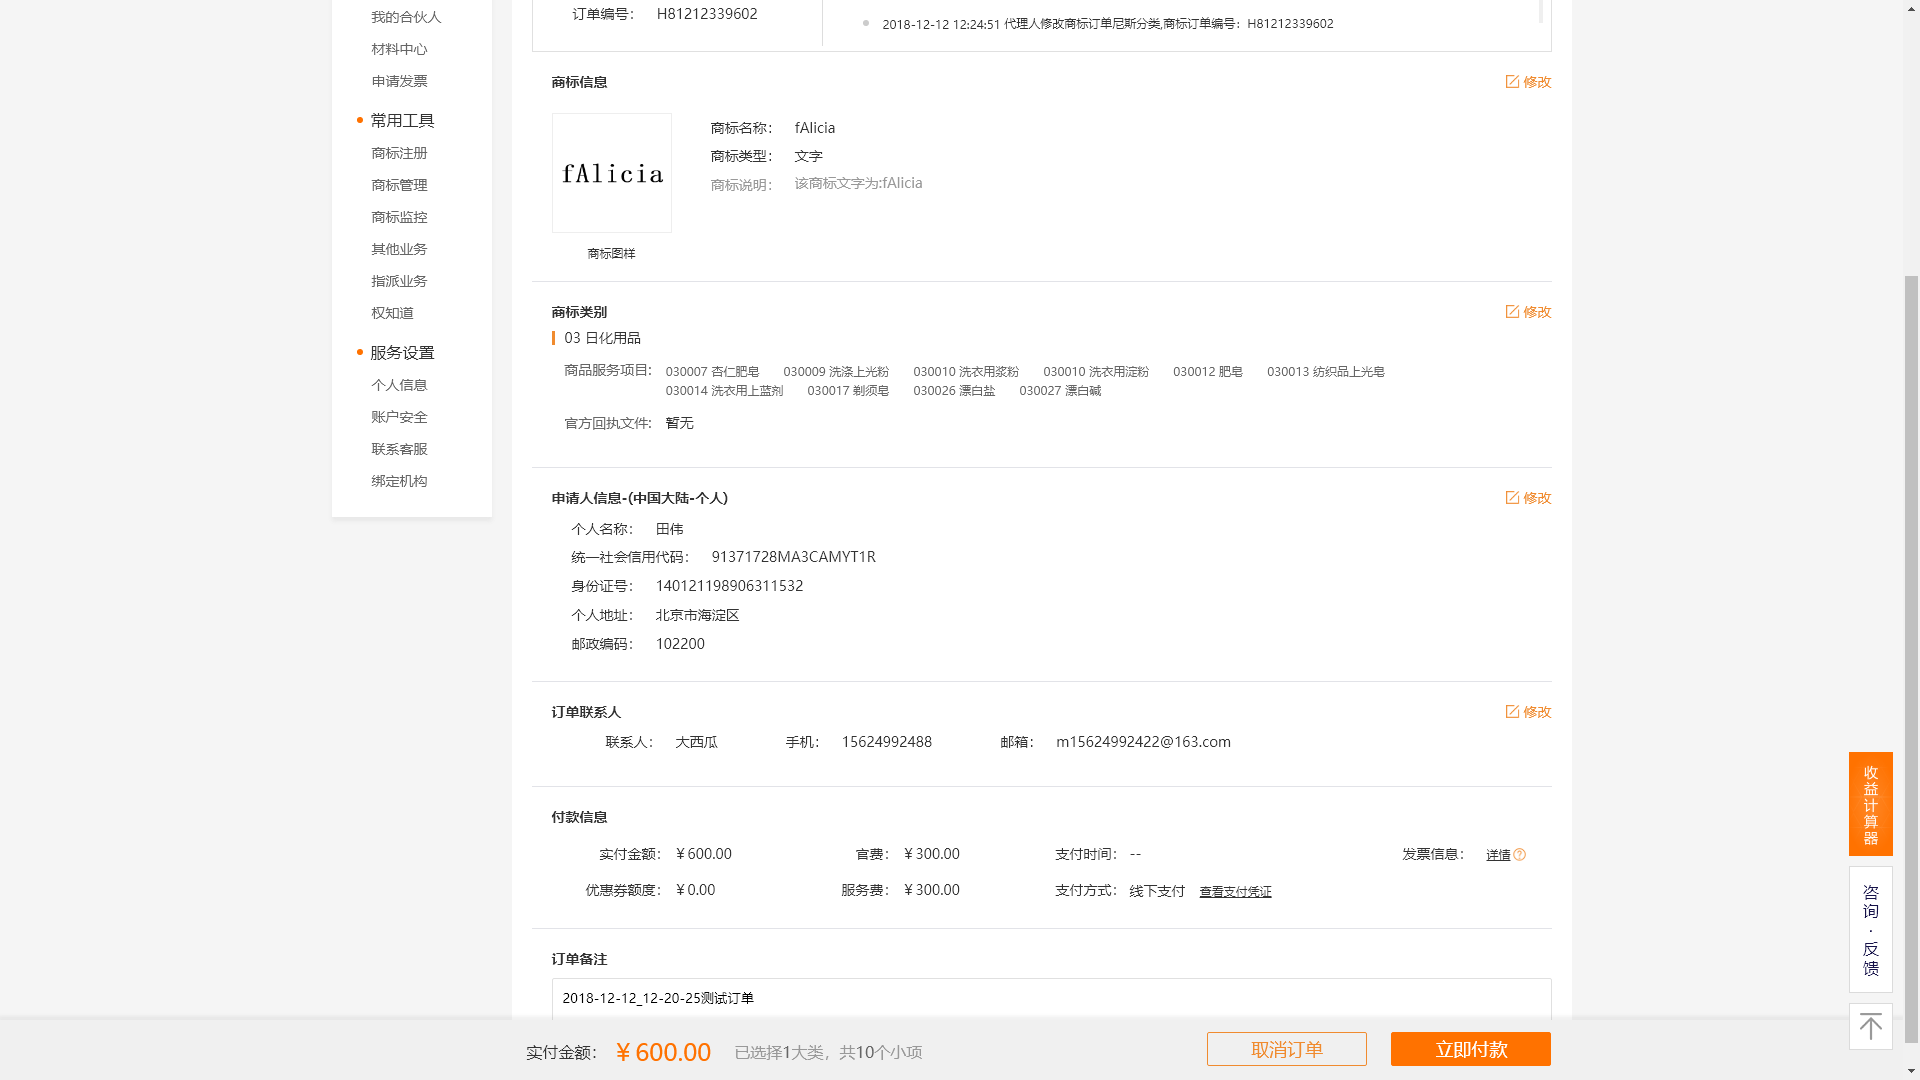 我的合伙人
材料中心
申请发票
常用工具
商标注册
商标管理
商标监控
其他业务
指派业务
权知道
服务设置
个人信息
账户安全
联系客服
绑定机构
订单编号： H81212339602
2018-12-12 12:24:51 代理人修改商标订单尼斯分类,商标订单编号：H81212339602
商标信息 修改
fAlicia
商标图样
商标名称： fAlicia
商标类型： 文字
商标说明： 该商标文字为:fAlicia
商标类别 修改
03 日化用品
商品服务项目: 030007 杏仁肥皂 030009 洗涤上光粉 030010 洗衣用浆粉 030010 洗衣用淀粉 030012 肥皂 030013 纺织品上光皂
030014 洗衣用上蓝剂 030017 剃须皂 030026 漂白盐 030027 漂白碱
官方回执文件: 暂无
申请人信息-(中国大陆-个人) 修改
个人名称： 田伟
统一社会信用代码： 91371728MA3CAMYT1R
身份证号： 140121198906311532
个人地址： 北京市海淀区
邮政编码： 102200
订单联系人 修改
联系人： 大西瓜 手机： 15624992488 邮箱： m15624992422@163.com
付款信息
实付金额： ￥600.00 官费： ￥300.00 支付时间： -- 发票信息： 详情
优惠券额度： ￥0.00 服务费： ￥300.00 支付方式： 线下支付 查看支付凭证
订单备注
2018-12-12_12-20-25测试订单
实付金额： ￥600.00 已选择1大类，共10个小项 取消订单 立即付款
收益计算器
咨询·反馈